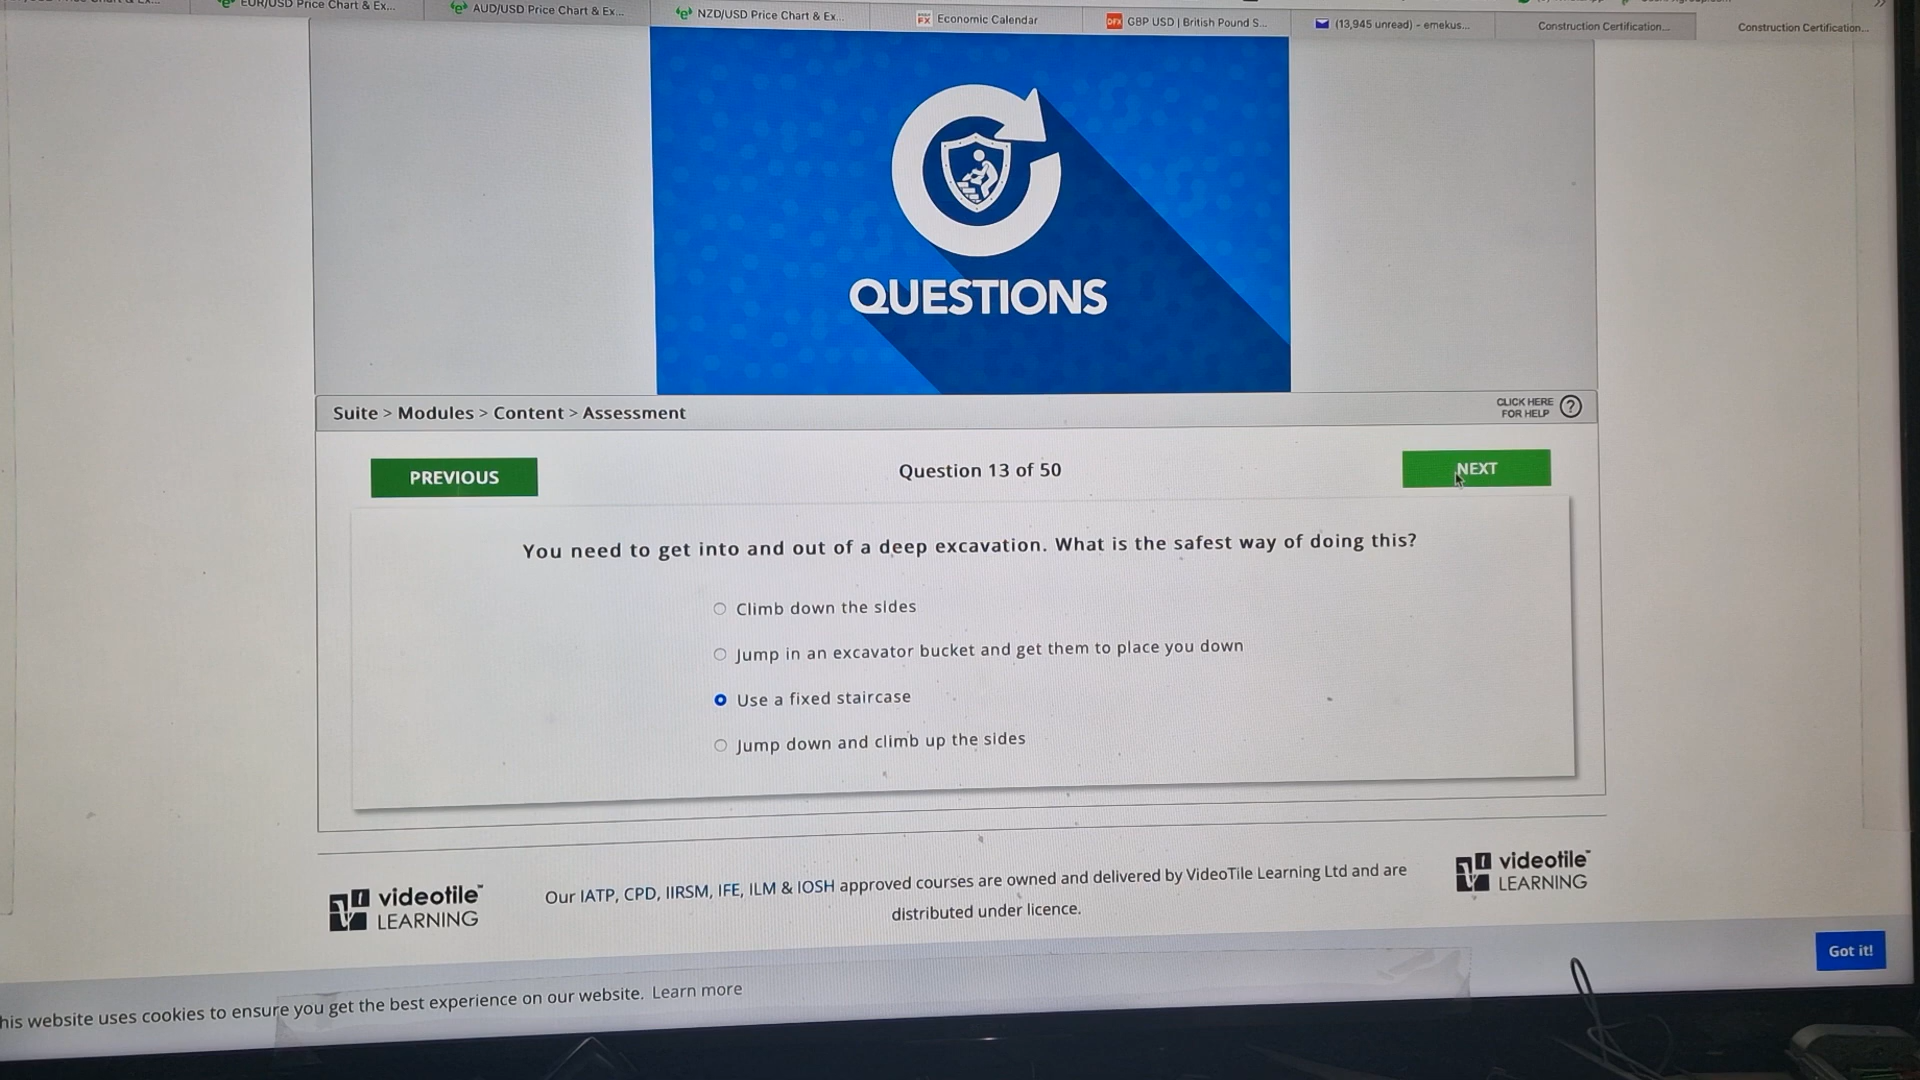 EUR/USD Price Chart & Ex...
AUD/USD Price Chart & Ex...
NZD/USD Price Chart & Ex...
Economic Calendar
GBP USD | British Pound S...
(13,945 unread) - emekus...
Construction Certification...
Construction Certification...
QUESTIONS
Suite > Modules > Content > Assessment
CLICK HERE
FOR HELP
?
PREVIOUS
Question 13 of 50
NEXT
You need to get into and out of a deep excavation. What is the safest way of doing this?
Climb down the sides
Jump in an excavator bucket and get them to place you down
Use a fixed staircase
Jump down and climb up the sides
videotile™
LEARNING
Our IATP, CPD, IIRSM, IFE, ILM & IOSH approved courses are owned and delivered by VideoTile Learning Ltd and are
distributed under licence.
videotile™
LEARNING
Got it!
his website uses cookies to ensure you get the best experience on our website. Learn more